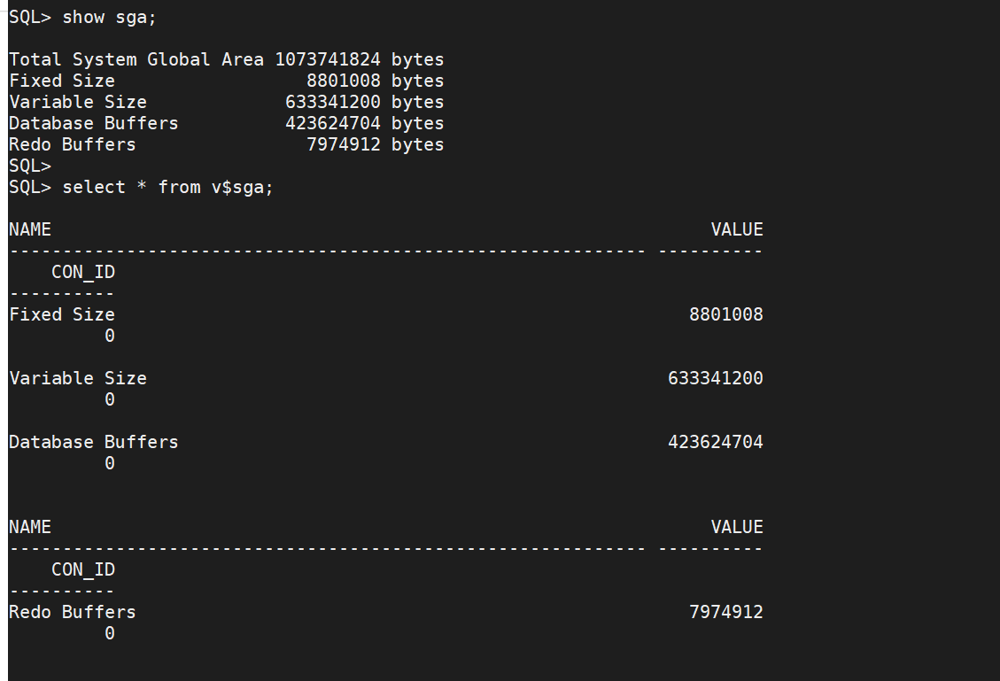 SQL> show sga;
Total System Global Area 1073741824 bytes
Fixed Size                  8801008 bytes
Variable Size             633341200 bytes
Database Buffers          423624704 bytes
Redo Buffers                7974912 bytes
SQL>
SQL> select * from v$sga;
NAME                                                              VALUE
------------------------------------------------------------ ----------
    CON_ID
----------
Fixed Size                                                      8801008
         0
Variable Size                                                 633341200
         0
Database Buffers                                              423624704
         0
NAME                                                              VALUE
------------------------------------------------------------ ----------
    CON_ID
----------
Redo Buffers                                                    7974912
         0